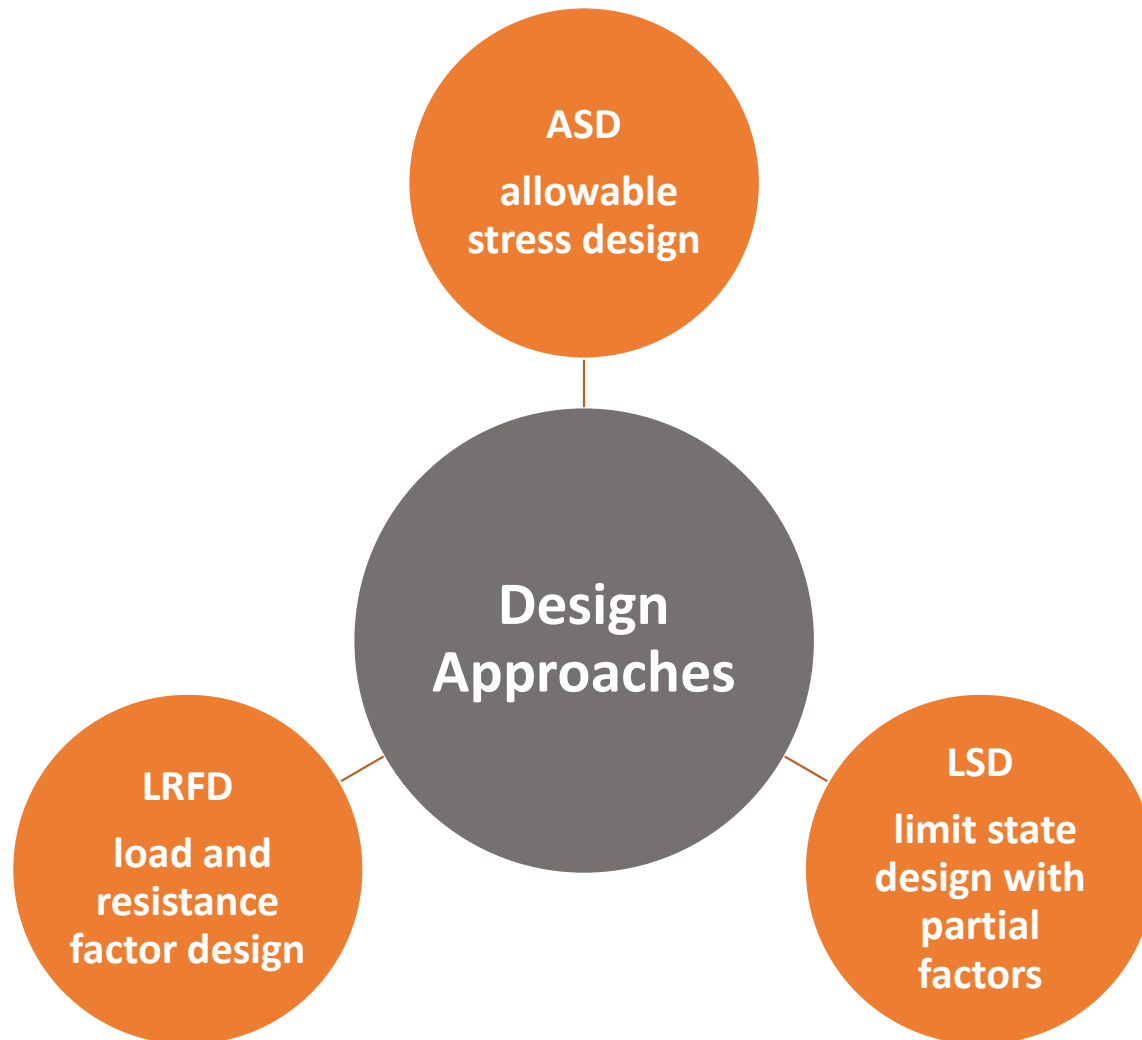 ASD
allowable
stress design
Design
Approaches
LRFD
load and
resistance
factor design
LSD
limit state
design with
partial
factors